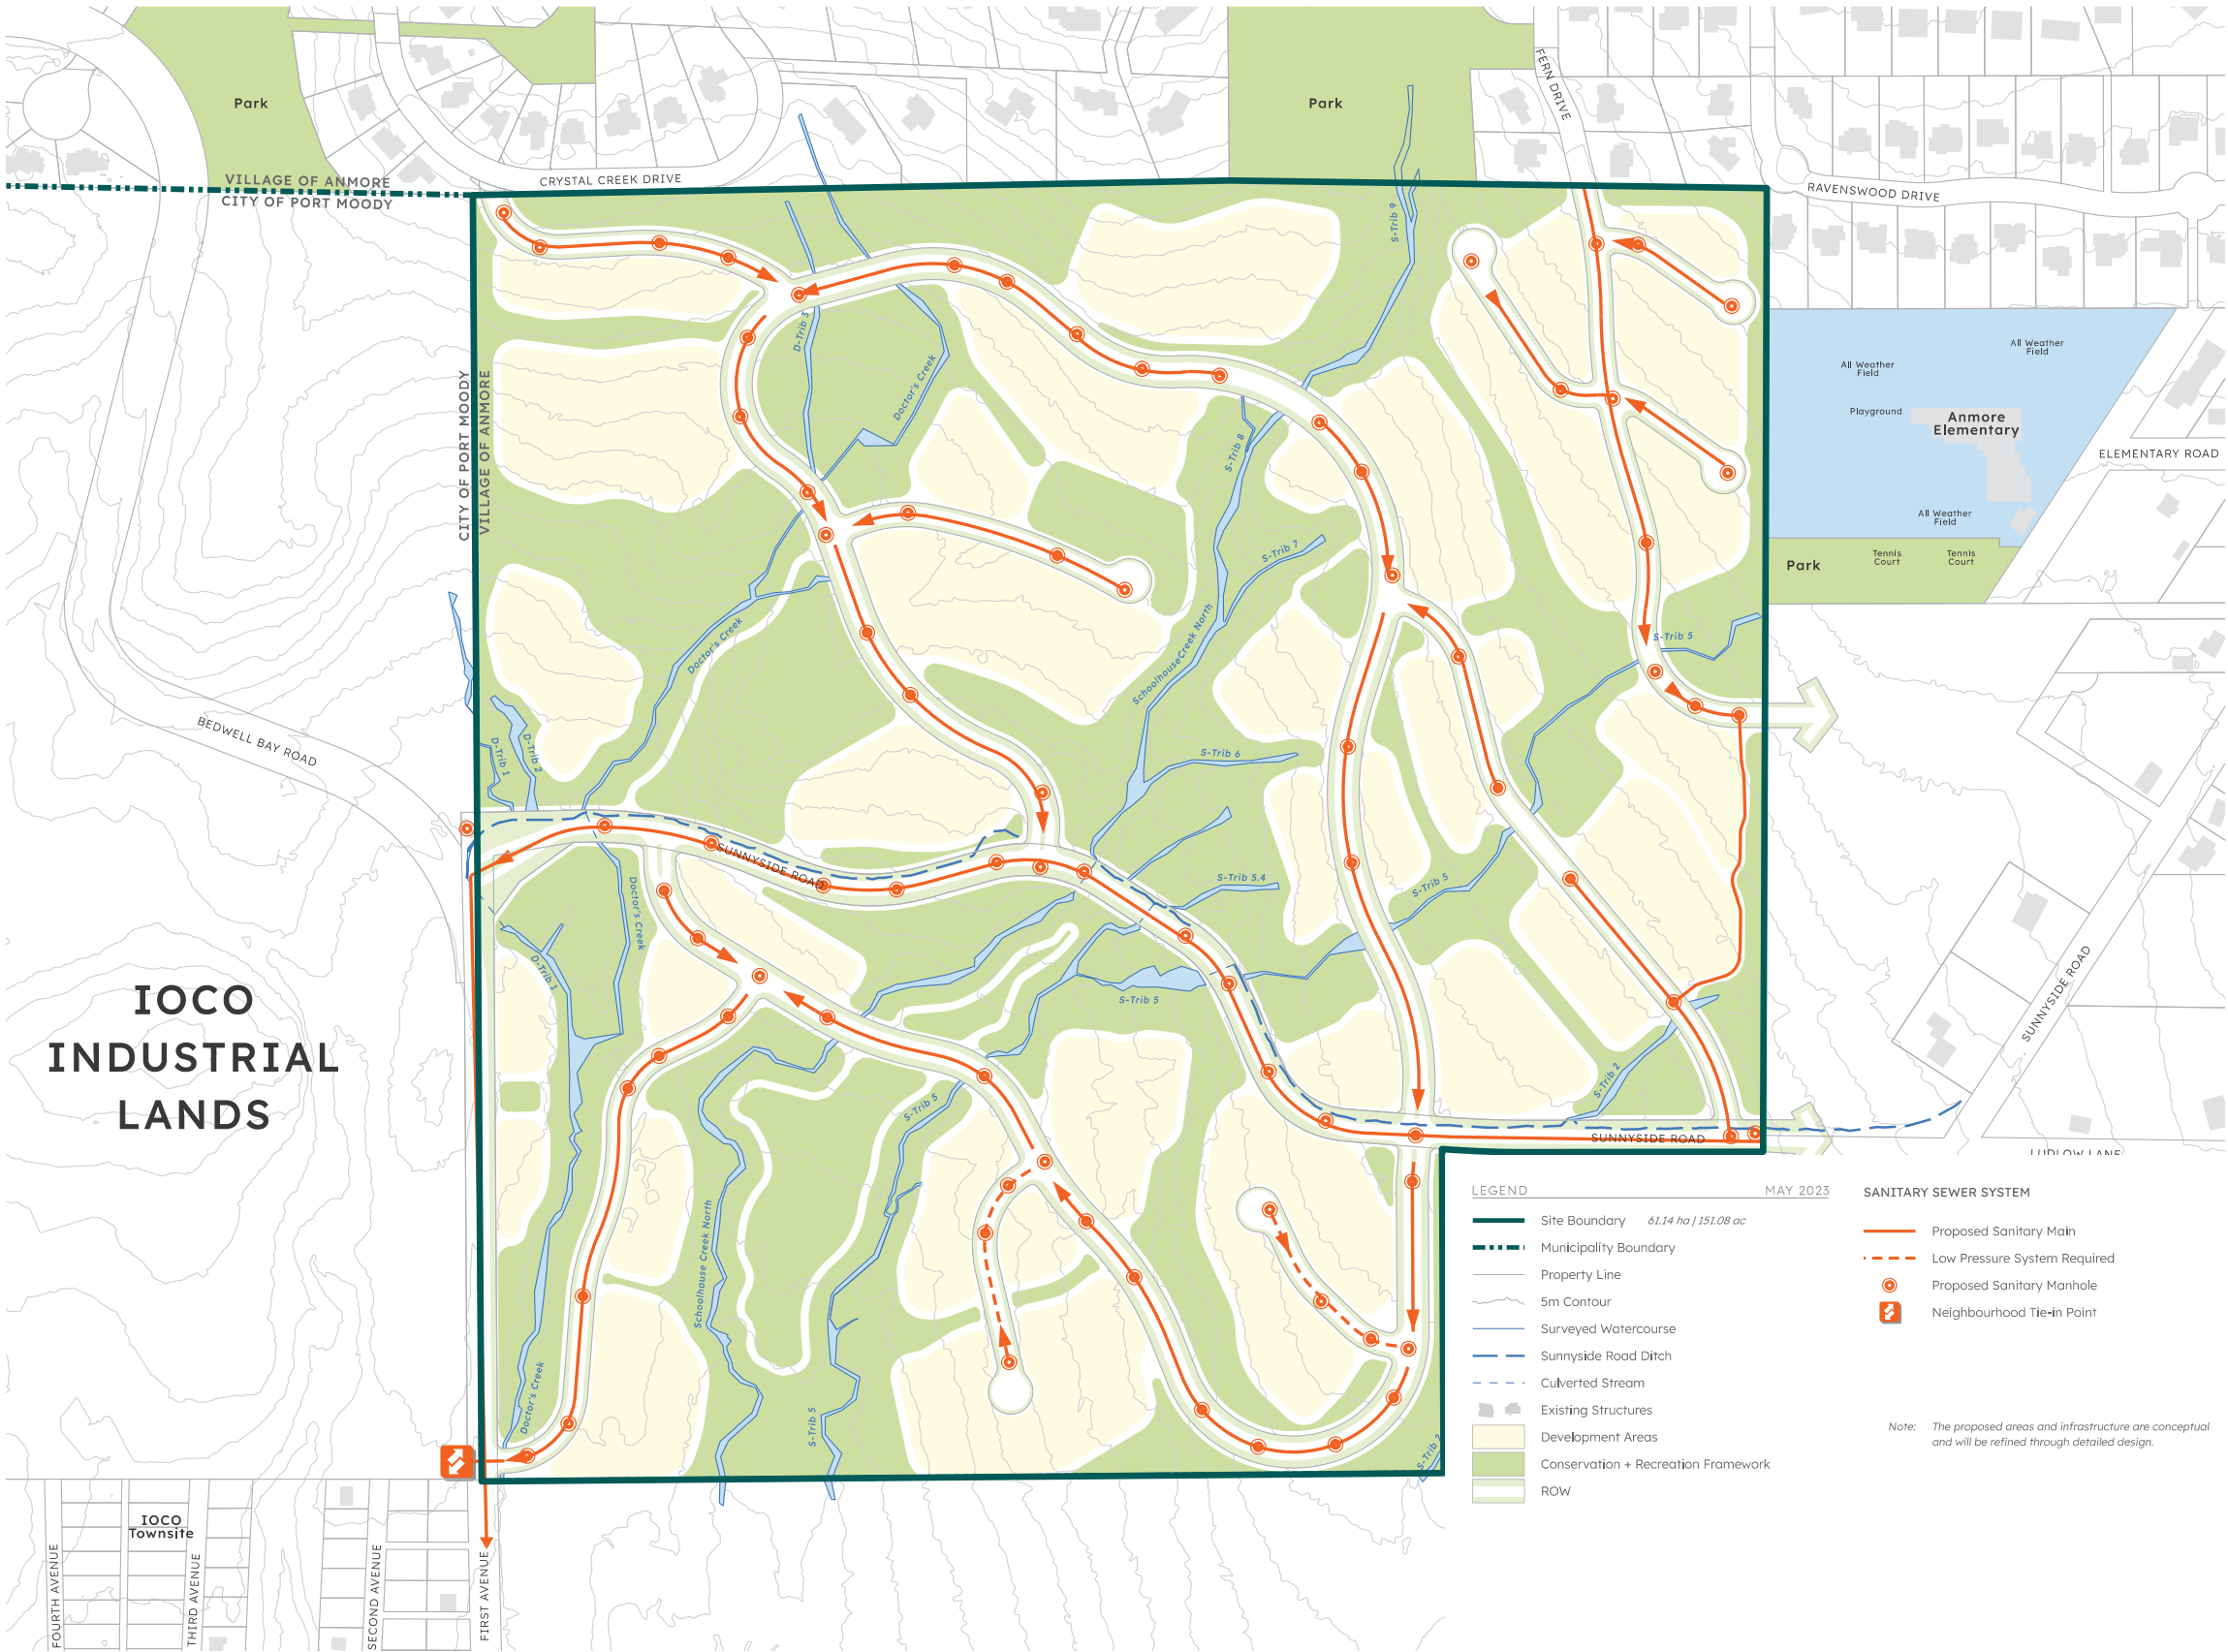 Park
Park
FERN DRIVE
CRYSTAL CREEK DRIVE
RAVENSWOOD DRIVE
VILLAGE OF ANMORE
CITY OF PORT MOODY
CITY OF PORT MOODY
VILLAGE OF ANMORE
S-Trib 9
D-Trib 3
Doctor's Creek
S-Trib 8
S-Trib 7
All Weather
Field
All Weather
Field
Playground
Anmore
Elementary
ELEMENTARY ROAD
All Weather
Field
Park
Tennis
Court
Tennis
Court
Doctor's Creek
Schoolhouse Creek North
S-Trib 5
BEDWELL BAY ROAD
D-Trib 1
D-Trib 2
S-Trib 6
SUNNYSIDE ROAD
S-Trib 5.4
S-Trib 5
Doctor's Creek
D-Trib 1
S-Trib 5
SUNNYSIDE ROAD
IOCO
INDUSTRIAL
LANDS
S-Trib 5
S-Trib 2
SUNNYSIDE ROAD
LUDLOW LANE
Schoolhouse Creek North
Doctor's Creek
S-Trib 5
S-Trib 2
IOCO
Townsite
FOURTH AVENUE
THIRD AVENUE
SECOND AVENUE
FIRST AVENUE
LEGEND
MAY 2023
Site Boundary 61.14 ha | 151.08 ac
Municipality Boundary
Property Line
5m Contour
Surveyed Watercourse
Sunnyside Road Ditch
Culverted Stream
Existing Structures
Development Areas
Conservation + Recreation Framework
ROW
SANITARY SEWER SYSTEM
Proposed Sanitary Main
Low Pressure System Required
Proposed Sanitary Manhole
Neighbourhood Tie-in Point
Note: The proposed areas and infrastructure are conceptual
and will be refined through detailed design.